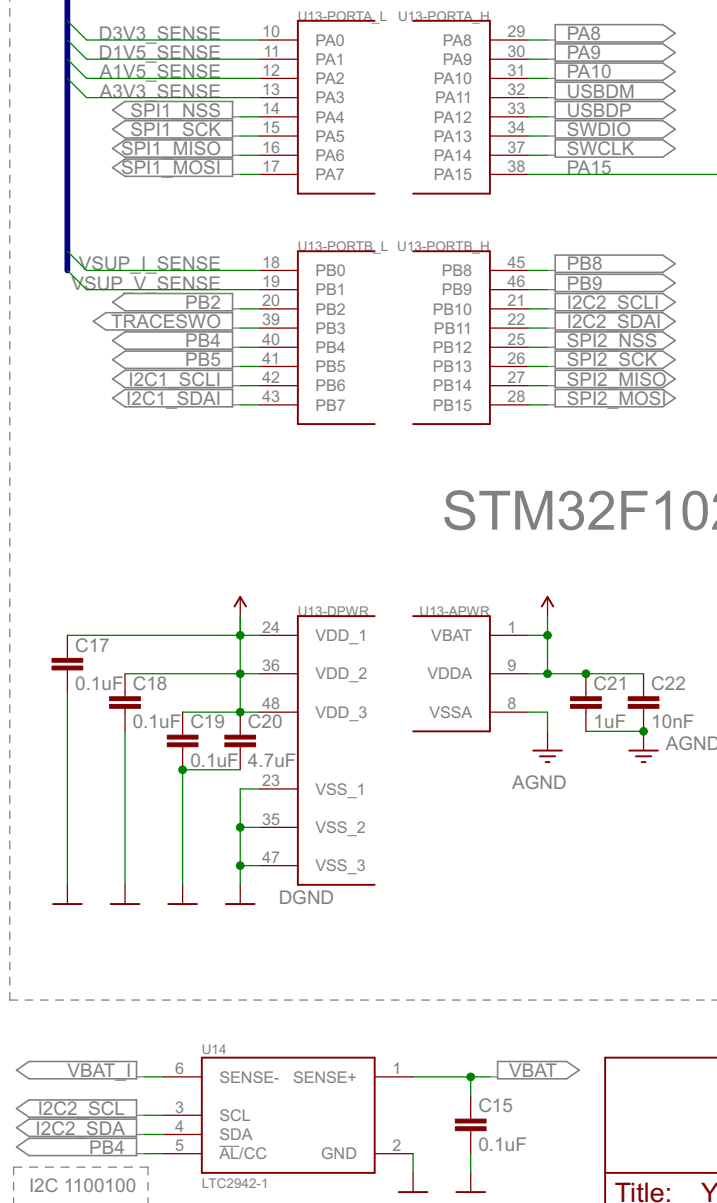 U13-PORTA_L U13-PORTA_H
D3V3_SENSE 10 PA0 PA8 29 PA8
D1V5_SENSE 11 PA1 PA9 30 PA9
A1V5_SENSE 12 PA2 PA10 31 PA10
A3V3_SENSE 13 PA3 PA11 32 USBDM
SPI1_NSS 14 PA4 PA12 33 USBDP
SPI1_SCK 15 PA5 PA13 34 SWDIO
SPI1_MISO 16 PA6 PA14 37 SWCLK
SPI1_MOSI 17 PA7 PA15 38 PA15
U13-PORTB_L U13-PORTB_H
VSUP_I_SENSE 18 PB0 PB8 45 PB8
VSUP_V_SENSE 19 PB1 PB9 46 PB9
PB2 20 PB2 PB10 21 I2C2_SCLI
TRACESWO 39 PB3 PB11 22 I2C2_SDAI
PB4 40 PB4 PB12 25 SPI2_NSS
PB5 41 PB5 PB13 26 SPI2_SCK
I2C1_SCLI 42 PB6 PB14 27 SPI2_MISO
I2C1_SDAI 43 PB7 PB15 28 SPI2_MOSI
STM32F102
U13-DPWR U13-APWR
24 VDD_1 VBAT 1
C17
36 VDD_2 VDDA 9
0.1uF C18 C21 C22
48 VDD_3 VSSA 8
0.1uF C19 C20 1uF 10nF
AGND
0.1uF 4.7uF
23 VSS_1 AGND
35 VSS_2
47 VSS_3
DGND
U14
VBAT_I 6 SENSE- SENSE+ 1 VBAT
I2C2_SCL 3 SCL C15
I2C2_SDA 4 SDA
PB4 5 AL/CC GND 2 0.1uF
I2C 1100100 LTC2942-1
Title: Y